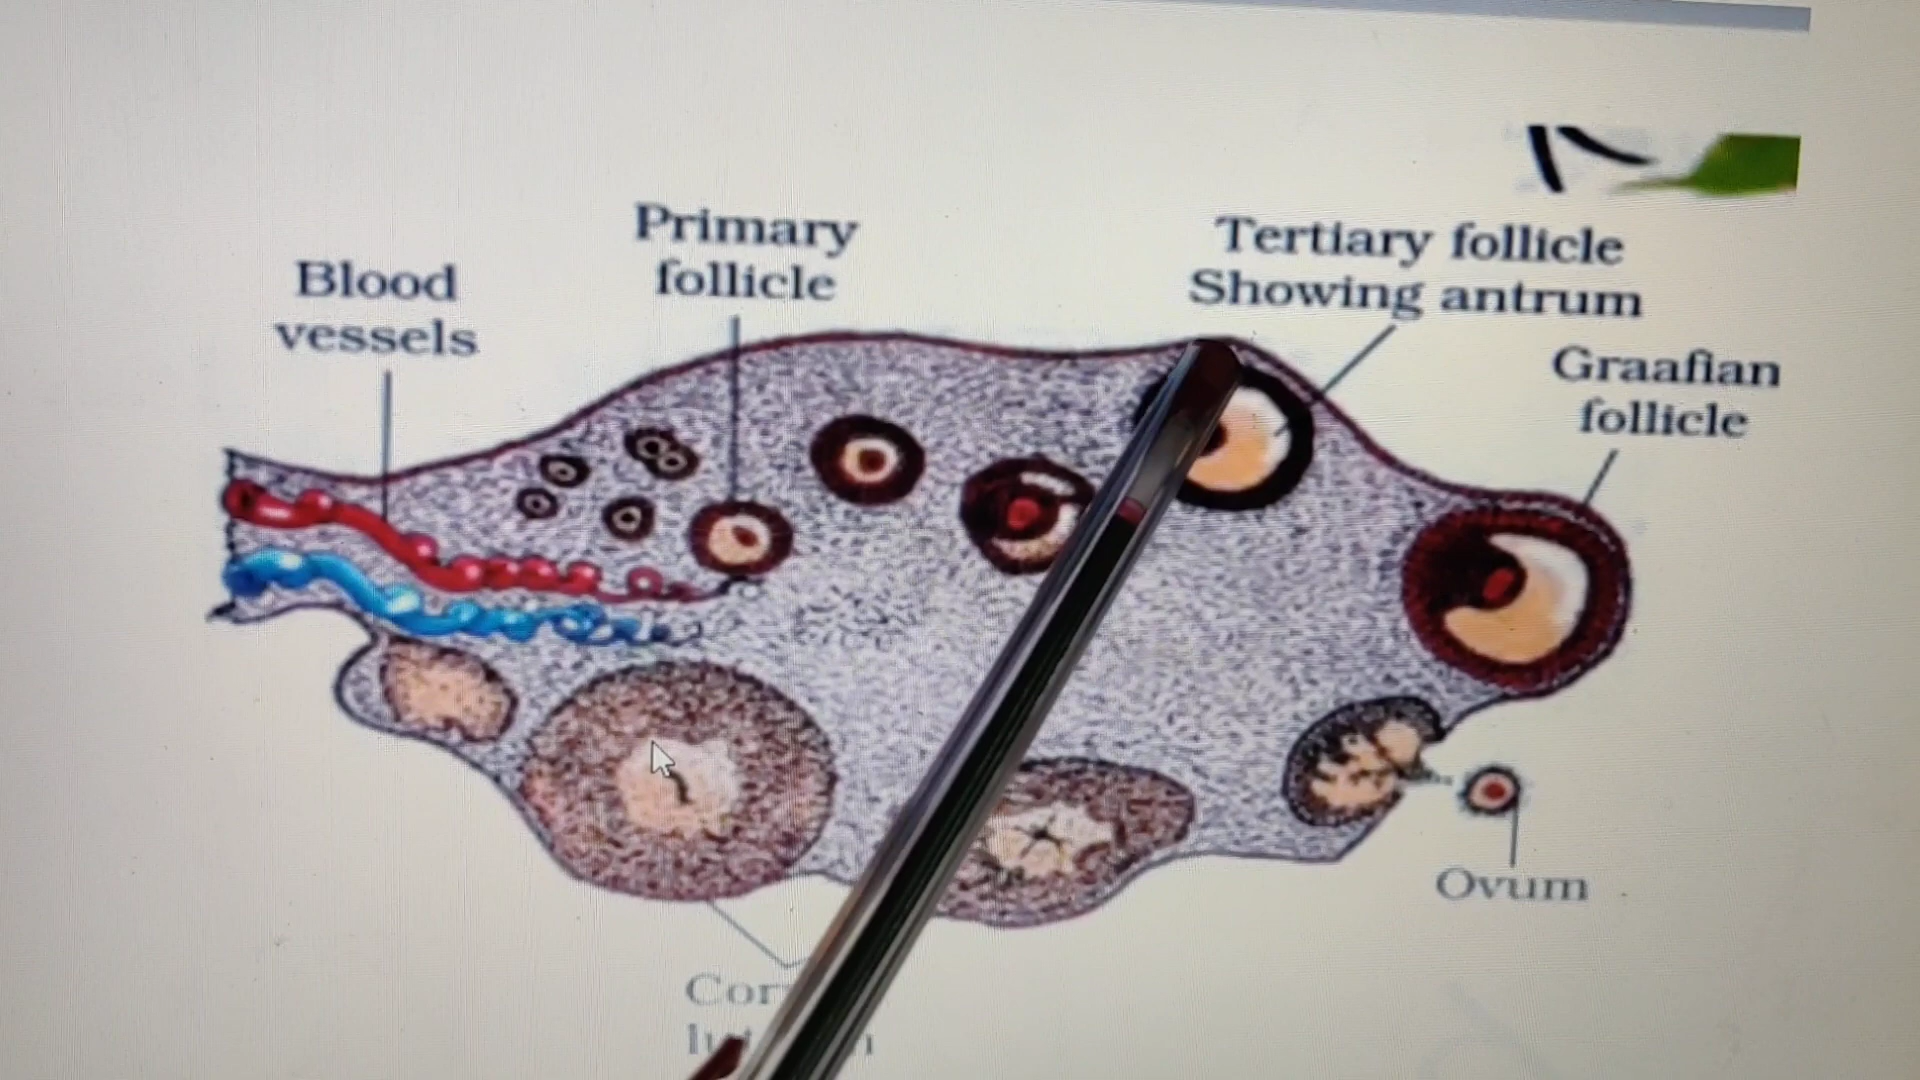 Primary
follicle
Blood
vessels
Tertiary follicle
Showing antrum
Graafian
follicle
Ovum